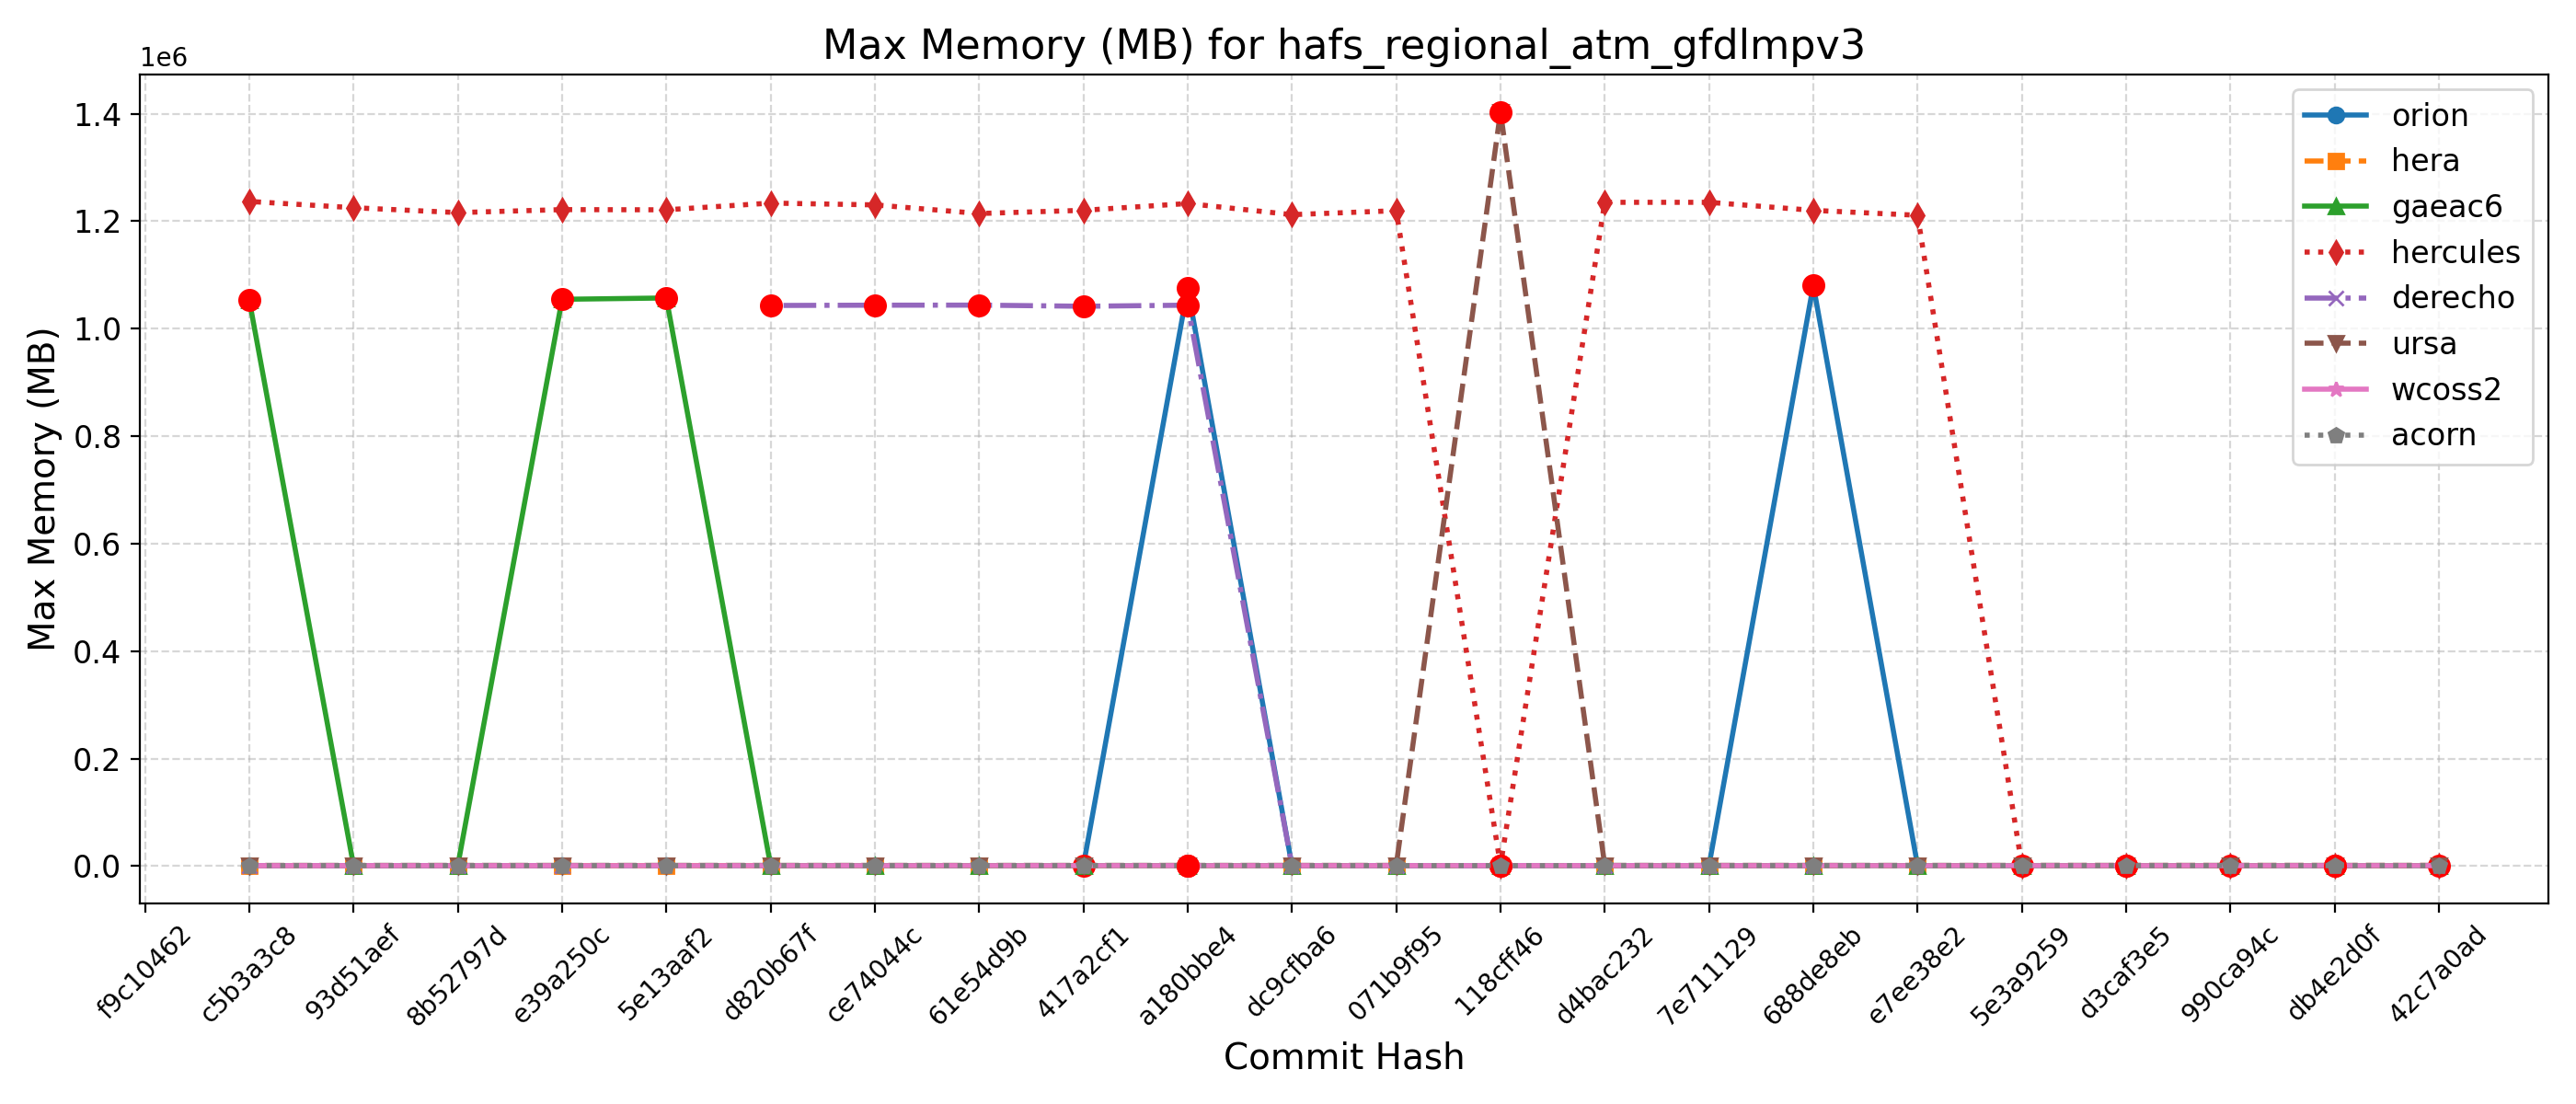 Max Memory (MB) for hafs_regional_atm_gfdlmpv3
1e6
1.4
1.2
1.0
0.8
0.6
0.4
0.2
0.0
Max Memory (MB)
orion
hera
gaeac6
hercules
derecho
ursa
wcoss2
acorn
f9c10462
c5b3a3c8
93d51aef
8b52797d
e39a250c
5e13aaf2
d820b67f
ce74044c
61e54d9b
417a2cf1
a180bbe4
dc9cfba6
071b9f95
118cff46
d4bac232
7e711129
688de8eb
e7ee38e2
5e3a9259
d3caf3e5
990ca94c
db4e2d0f
42c7a0ad
Commit Hash